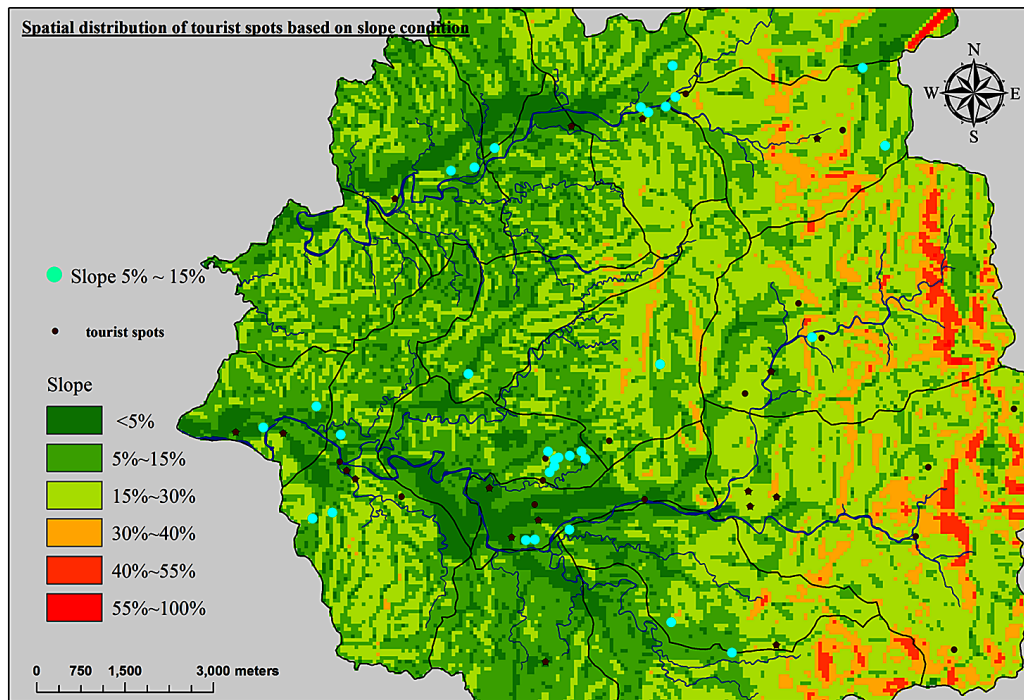 Spatial distribution of tourist spots based on slope condition
N
W E
S
Slope 5% ~ 15%
tourist spots
Slope
<5%
5%~15%
15%~30%
30%~40%
40%~55%
55%~100%
0 750 1,500 3,000 meters